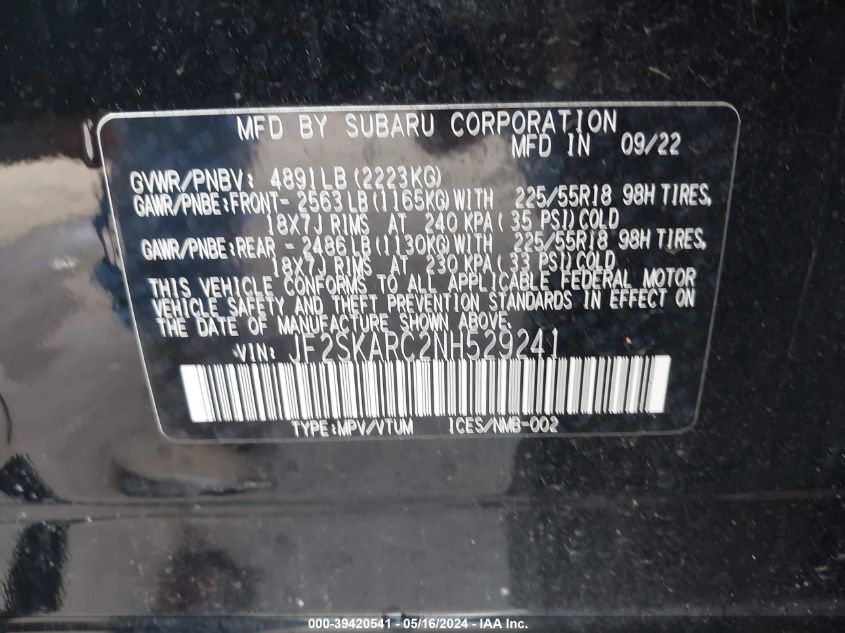 MFD BY SUBARU CORPORATION
MFD IN 09/22
GVWR/PNBV: 4891LB (2223KG)
GAWR/PNBE:FRONT- 2563LB(1165KG)WITH 225/55R18 98H TIRES,
18X7J RIMS AT 240 KPA( 35 PSI)COLD
GAWR/PNBE:REAR - 2486LB(1130KG)WITH 225/55R18 98H TIRES,
18X7J RIMS AT 230 KPA( 33 PSI)COLD
THIS VEHICLE CONFORMS TO ALL APPLICABLE FEDERAL MOTOR
VEHICLE SAFETY AND THEFT PREVENTION STANDARDS IN EFFECT ON
THE DATE OF MANUFACTURE SHOWN ABOVE.
VIN: JF2SKARC2NH529241
TYPE:MPV/VTUM ICES/NMB-002
000-39420541 - 05/16/2024 - IAA Inc.